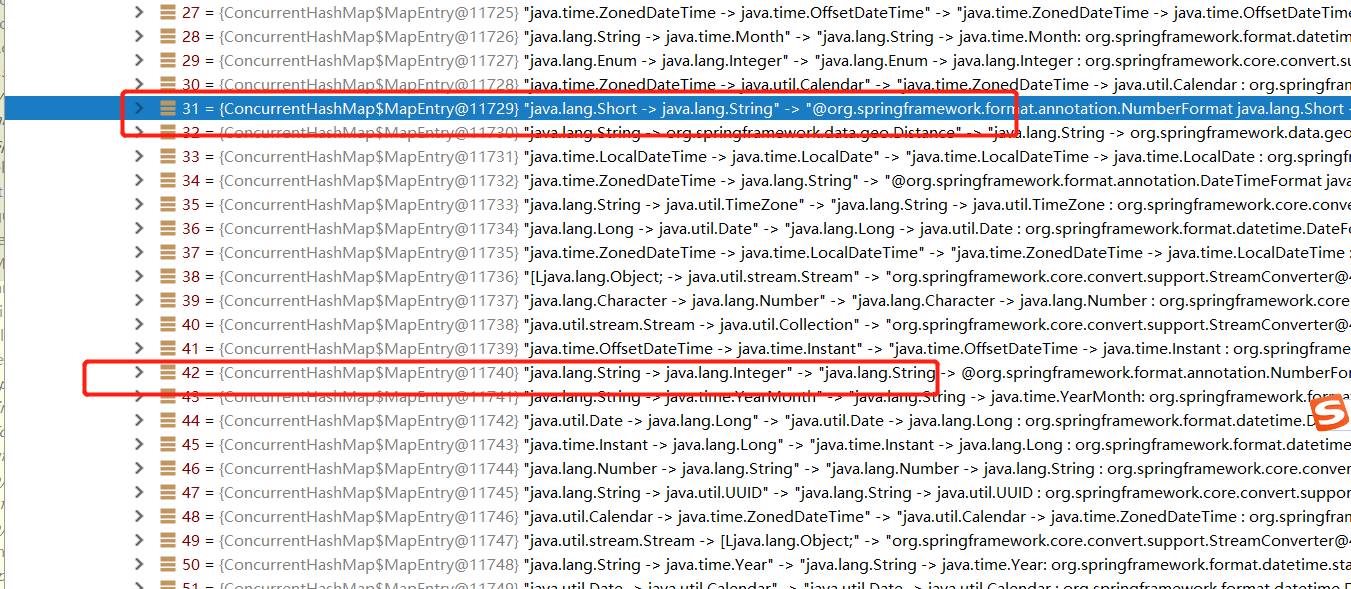 27 = {ConcurrentHashMap$MapEntry@11725} "java.time.ZonedDateTime -> java.time.OffsetDateTime" -> "java.time.ZonedDateTime -> java.time.OffsetDateTime
28 = {ConcurrentHashMap$MapEntry@11726} "java.lang.String -> java.time.Month" -> "java.lang.String -> java.time.Month: org.springframework.format.datetim
29 = {ConcurrentHashMap$MapEntry@11727} "java.lang.Enum -> java.lang.Integer" -> "java.lang.Enum -> java.lang.Integer : org.springframework.core.convert.su
30 = {ConcurrentHashMap$MapEntry@11728} "java.time.ZonedDateTime -> java.util.Calendar" -> "java.time.ZonedDateTime -> java.util.Calendar : org.springfram
31 = {ConcurrentHashMap$MapEntry@11729} "java.lang.Short -> java.lang.String" -> "@org.springframework.format.annotation.NumberFormat java.lang.Short -
32 = {ConcurrentHashMap$MapEntry@11730} "java.lang.String -> org.springframework.data.geo.Distance" -> "java.lang.String -> org.springframework.data.geo
33 = {ConcurrentHashMap$MapEntry@11731} "java.time.LocalDateTime -> java.time.LocalDate" -> "java.time.LocalDateTime -> java.time.LocalDate : org.springfram
34 = {ConcurrentHashMap$MapEntry@11732} "java.time.ZonedDateTime -> java.lang.String" -> "@org.springframework.format.annotation.DateTimeFormat java
35 = {ConcurrentHashMap$MapEntry@11733} "java.lang.String -> java.util.TimeZone" -> "java.lang.String -> java.util.TimeZone : org.springframework.core.conve
36 = {ConcurrentHashMap$MapEntry@11734} "java.lang.Long -> java.util.Date" -> "java.lang.Long -> java.util.Date : org.springframework.format.datetime.DateFo
37 = {ConcurrentHashMap$MapEntry@11735} "java.time.ZonedDateTime -> java.time.LocalDateTime" -> "java.time.ZonedDateTime -> java.time.LocalDateTime :
38 = {ConcurrentHashMap$MapEntry@11736} "[Ljava.lang.Object; -> java.util.stream.Stream" -> "org.springframework.core.convert.support.StreamConverter@4
39 = {ConcurrentHashMap$MapEntry@11737} "java.lang.Character -> java.lang.Number" -> "java.lang.Character -> java.lang.Number : org.springframework.core
40 = {ConcurrentHashMap$MapEntry@11738} "java.util.stream.Stream -> java.util.Collection" -> "org.springframework.core.convert.support.StreamConverter@4
41 = {ConcurrentHashMap$MapEntry@11739} "java.time.OffsetDateTime -> java.time.Instant" -> "java.time.OffsetDateTime -> java.time.Instant : org.springframe
42 = {ConcurrentHashMap$MapEntry@11740} "java.lang.String -> java.lang.Integer" -> "java.lang.String -> @org.springframework.format.annotation.NumberFo
43 = {ConcurrentHashMap$MapEntry@11741} "java.lang.String -> java.time.YearMonth" -> "java.lang.String -> java.time.YearMonth: org.springframework.format
44 = {ConcurrentHashMap$MapEntry@11742} "java.util.Date -> java.lang.Long" -> "java.util.Date -> java.lang.Long : org.springframework.format.datetime.D
45 = {ConcurrentHashMap$MapEntry@11743} "java.time.Instant -> java.lang.Long" -> "java.time.Instant -> java.lang.Long : org.springframework.format.datetime
46 = {ConcurrentHashMap$MapEntry@11744} "java.lang.Number -> java.lang.String" -> "java.lang.Number -> java.lang.String : org.springframework.core.conver
47 = {ConcurrentHashMap$MapEntry@11745} "java.lang.String -> java.util.UUID" -> "java.lang.String -> java.util.UUID : org.springframework.core.convert.suppor
48 = {ConcurrentHashMap$MapEntry@11746} "java.util.Calendar -> java.time.ZonedDateTime" -> "java.util.Calendar -> java.time.ZonedDateTime : org.springfram
49 = {ConcurrentHashMap$MapEntry@11747} "java.util.stream.Stream -> [Ljava.lang.Object;" -> "org.springframework.core.convert.support.StreamConverter@4
50 = {ConcurrentHashMap$MapEntry@11748} "java.lang.String -> java.time.Year" -> "java.lang.String -> java.time.Year: org.springframework.format.datetime.sta
51 = {ConcurrentHashMap$MapEntry@11749} "java.util.Date -> java.util.Calendar" -> "java.util.Date -> java.util.Calendar : org.springframework.format.datetime.D